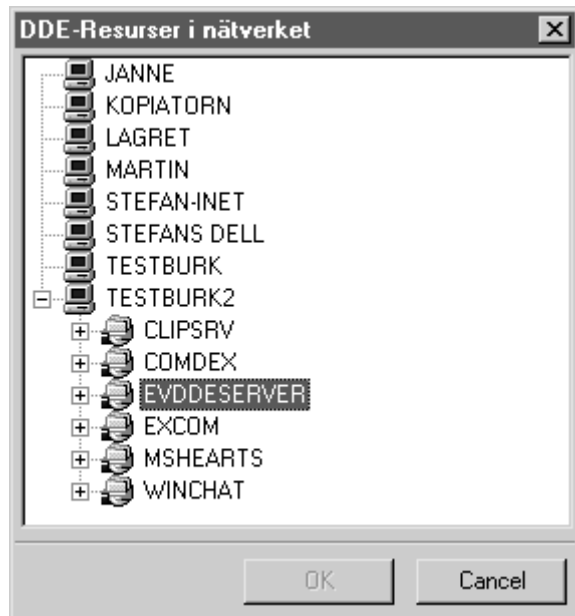 DDE-Resurser i nätverket
JANNE
KOPIATORN
LAGRET
MARTIN
STEFAN-INET
STEFANS DELL
TESTBURK
TESTBURK2
CLIPSRV
COMDEX
EVDDESERVER
EXCOM
MSHEARTS
WINCHAT
OK Cancel